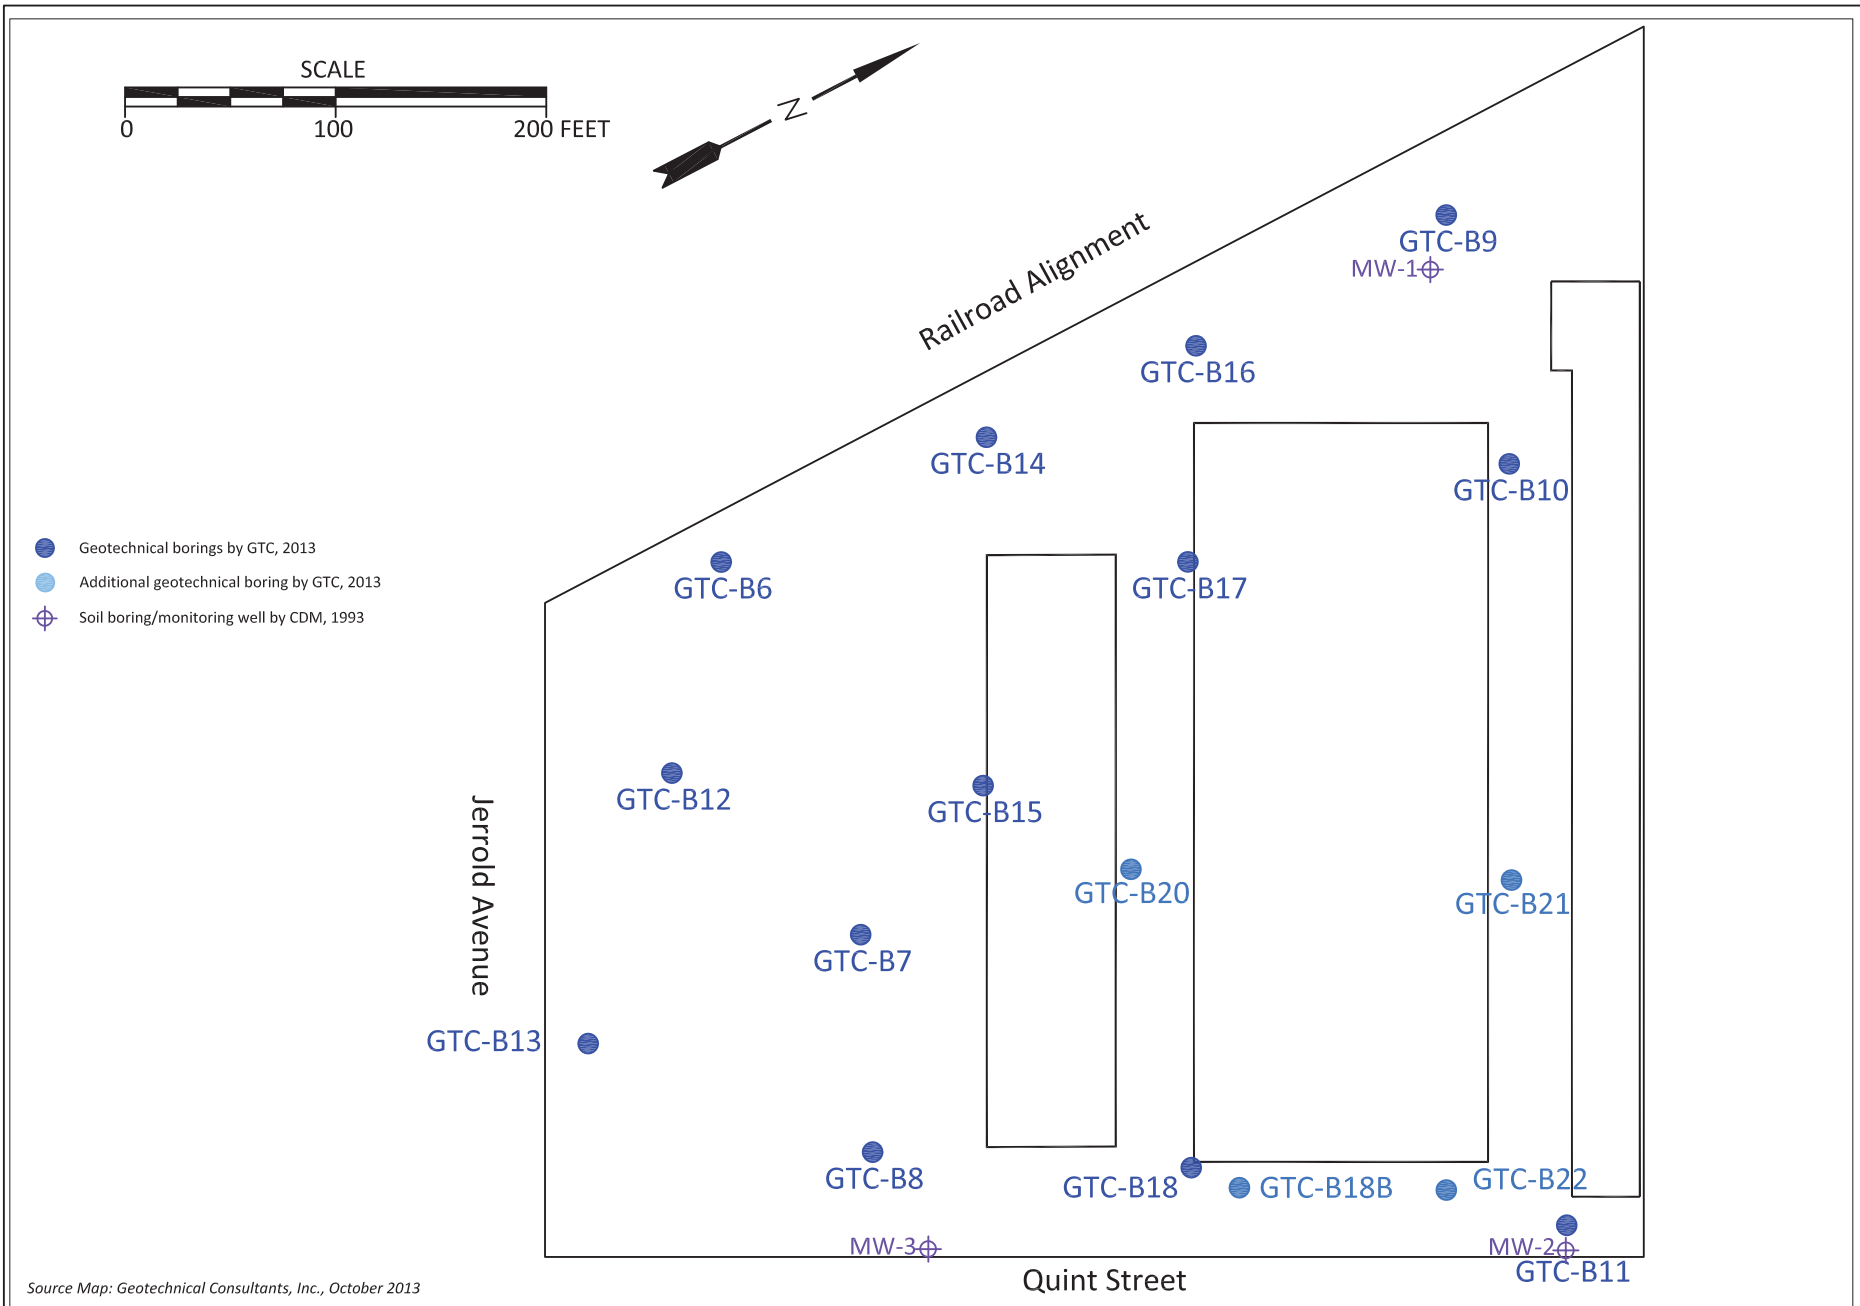 SCALE
0 100 200 FEET
N
Railroad Alignment
GTC-B9
MW-1
GTC-B16
GTC-B14
GTC-B10
Geotechnical borings by GTC, 2013
Additional geotechnical boring by GTC, 2013
Soil boring/monitoring well by CDM, 1993
GTC-B6
GTC-B17
GTC-B12
GTC-B15
Jerrold Avenue
GTC-B20
GTC-B21
GTC-B7
GTC-B13
GTC-B8
GTC-B18
GTC-B18B
GTC-B22
MW-3
MW-2
GTC-B11
Quint Street
Source Map: Geotechnical Consultants, Inc., October 2013